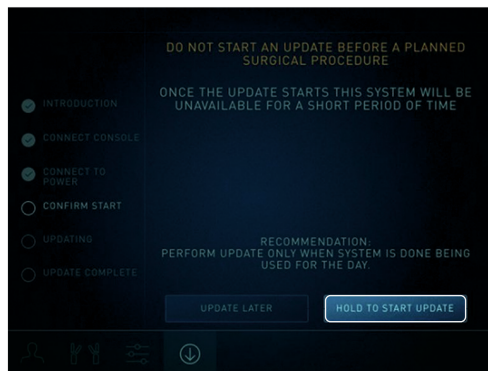 DO NOT START AN UPDATE BEFORE A PLANNED
SURGICAL PROCEDURE
ONCE THE UPDATE STARTS THIS SYSTEM WILL BE
UNAVAILABLE FOR A SHORT PERIOD OF TIME
INTRODUCTION
CONNECT CONSOLE
CONNECT TO
POWER
CONFIRM START
UPDATING
UPDATE COMPLETE
RECOMMENDATION:
PERFORM UPDATE ONLY WHEN SYSTEM IS DONE BEING
USED FOR THE DAY.
UPDATE LATER
HOLD TO START UPDATE